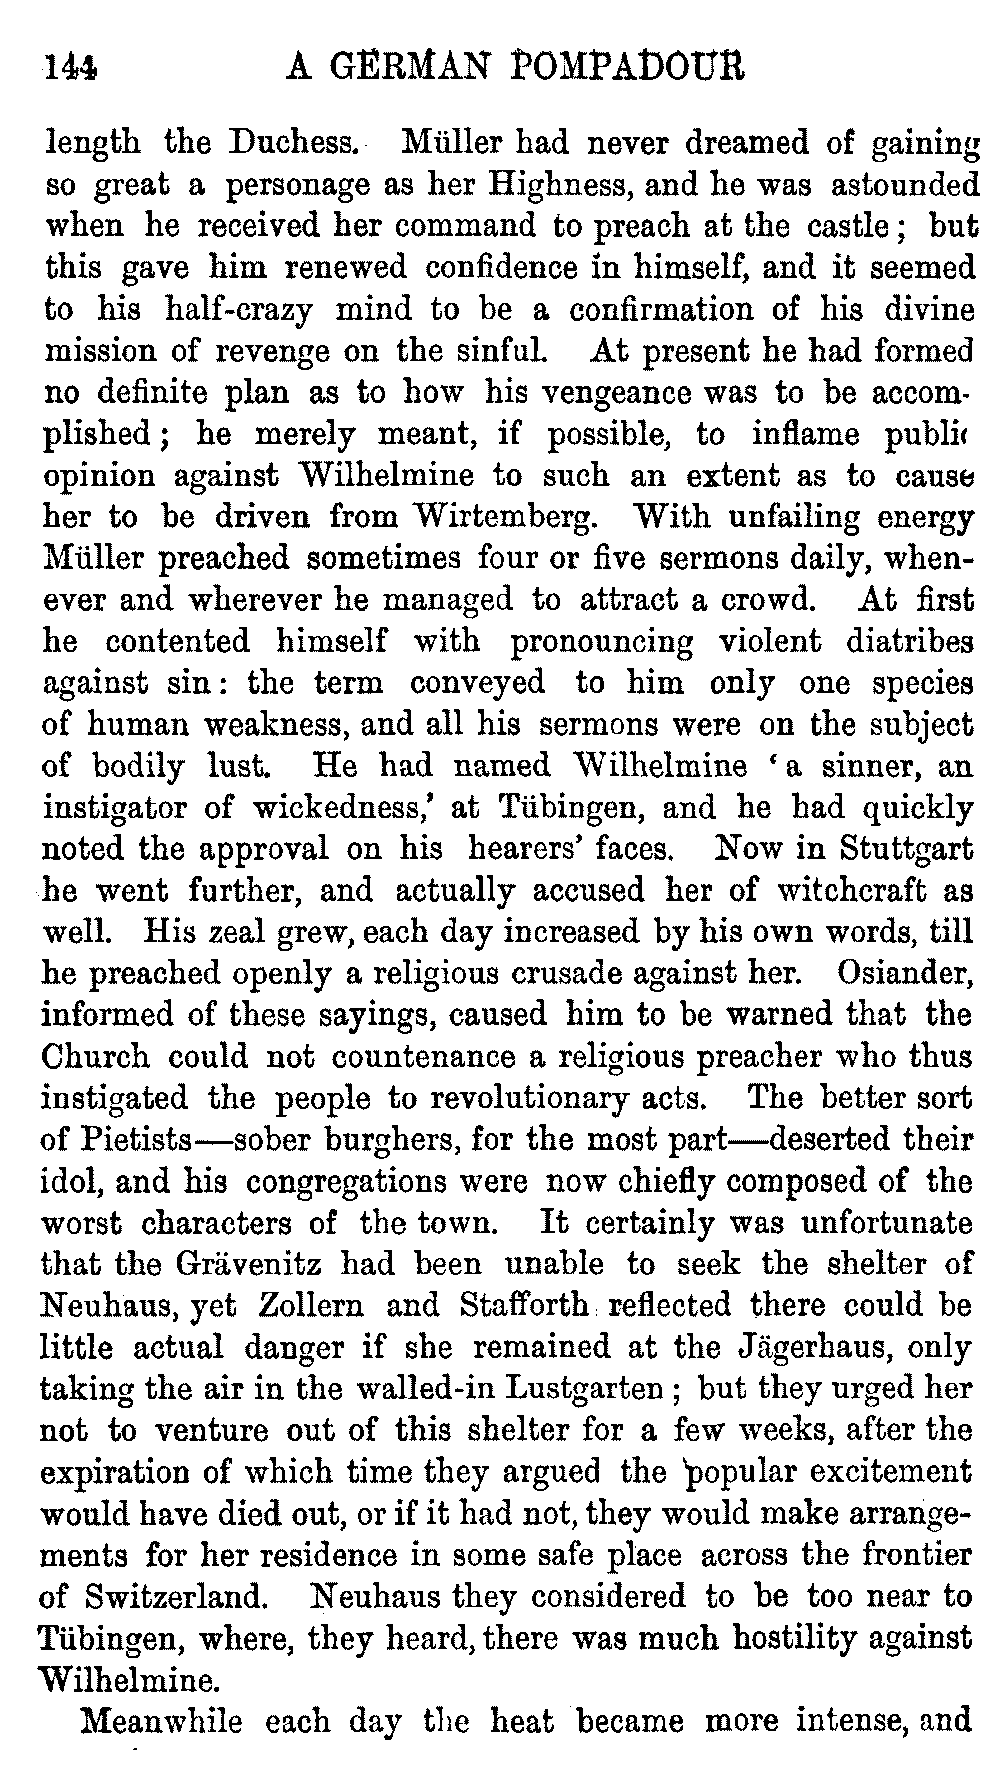 144 A GERMAN POMPADOUR
length the Duchess. Müller had never dreamed of gaining
so great a personage as her Highness, and he was astounded
when he received her command to preach at the castle; but
this gave him renewed confidence in himself, and it seemed
to his half-crazy mind to be a confirmation of his divine
mission of revenge on the sinful. At present he had formed
no definite plan as to how his vengeance was to be accom-
plished; he merely meant, if possible, to inflame public
opinion against Wilhelmine to such an extent as to cause
her to be driven from Wirtemberg. With unfailing energy
Müller preached sometimes four or five sermons daily, when-
ever and wherever he managed to attract a crowd. At first
he contented himself with pronouncing violent diatribes
against sin: the term conveyed to him only one species
of human weakness, and all his sermons were on the subject
of bodily lust. He had named Wilhelmine ‘a sinner, an
instigator of wickedness,’ at Tübingen, and he had quickly
noted the approval on his hearers’ faces. Now in Stuttgart
he went further, and actually accused her of witchcraft as
well. His zeal grew, each day increased by his own words, till
he preached openly a religious crusade against her. Osiander,
informed of these sayings, caused him to be warned that the
Church could not countenance a religious preacher who thus
instigated the people to revolutionary acts. The better sort
of Pietists—sober burghers, for the most part—deserted their
idol, and his congregations were now chiefly composed of the
worst characters of the town. It certainly was unfortunate
that the Grävenitz had been unable to seek the shelter of
Neuhaus, yet Zollern and Stafforth reflected there could be
little actual danger if she remained at the Jägerhaus, only
taking the air in the walled-in Lustgarten; but they urged her
not to venture out of this shelter for a few weeks, after the
expiration of which time they argued the popular excitement
would have died out, or if it had not, they would make arrange-
ments for her residence in some safe place across the frontier
of Switzerland. Neuhaus they considered to be too near to
Tübingen, where, they heard, there was much hostility against
Wilhelmine.
Meanwhile each day the heat became more intense, and